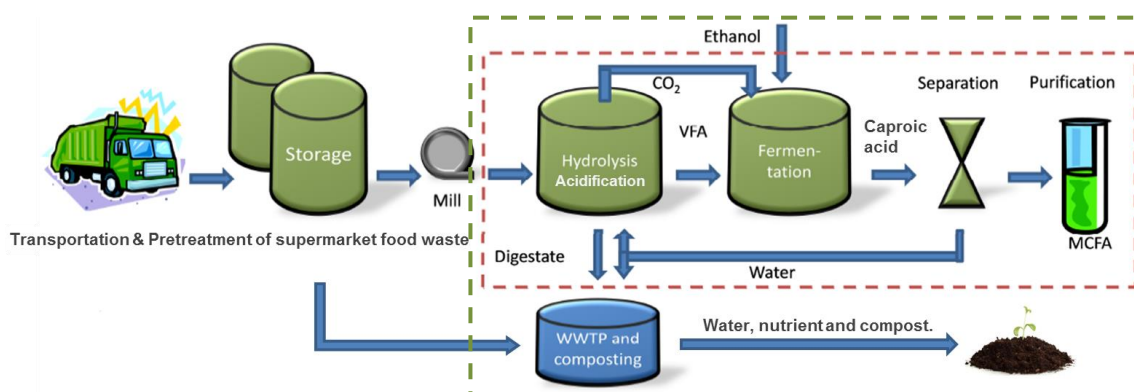 Ethanol
CO2
Separation
Purification
VFA
Caproic
acid
Storage
Hydrolysis
Acidification
Fermen-
tation
Mill
Transportation & Pretreatment of supermarket food waste
MCFA
Digestate
Water
WWTP and
composting
Water, nutrient and compost.